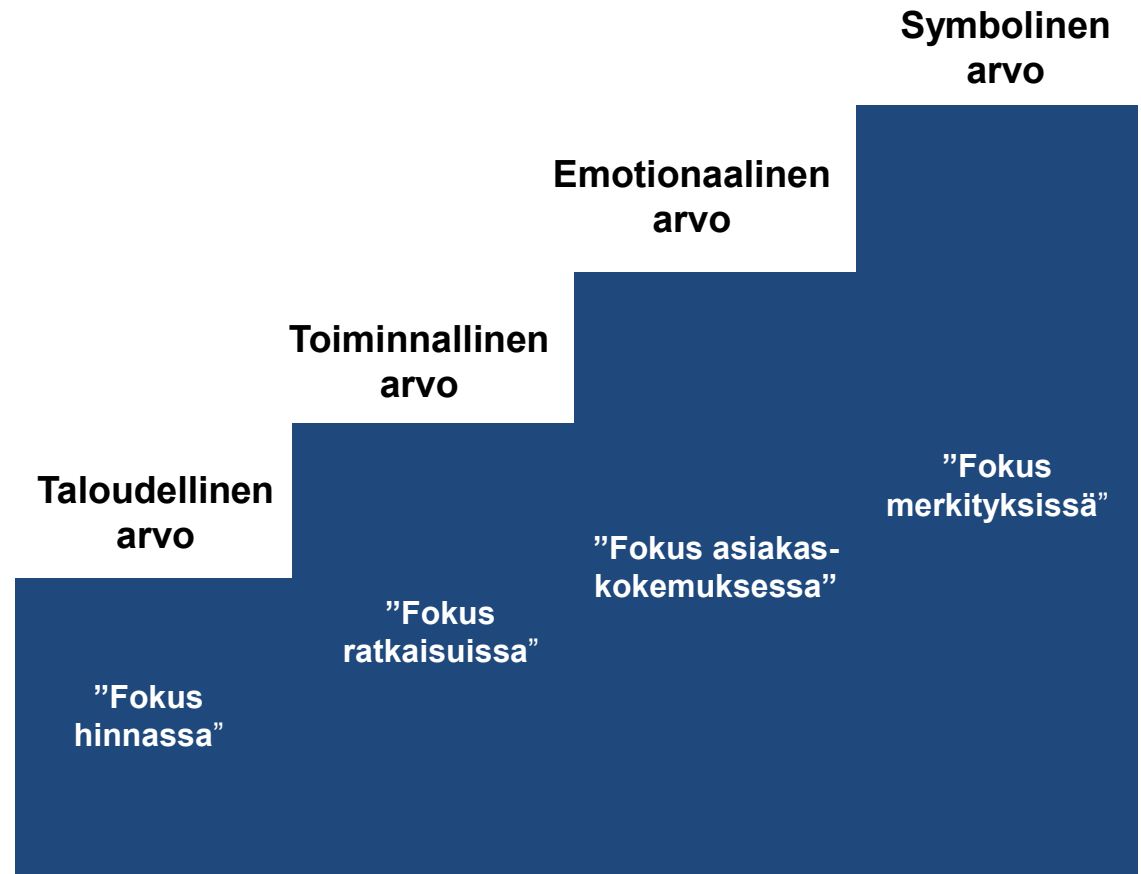 Symbolinen
arvo
Emotionaalinen
arvo
Toiminnallinen
arvo
Taloudellinen
arvo
”Fokus
merkityksissä”
”Fokus asiakas-
kokemuksessa”
”Fokus
ratkaisuissa”
”Fokus
hinnassa”